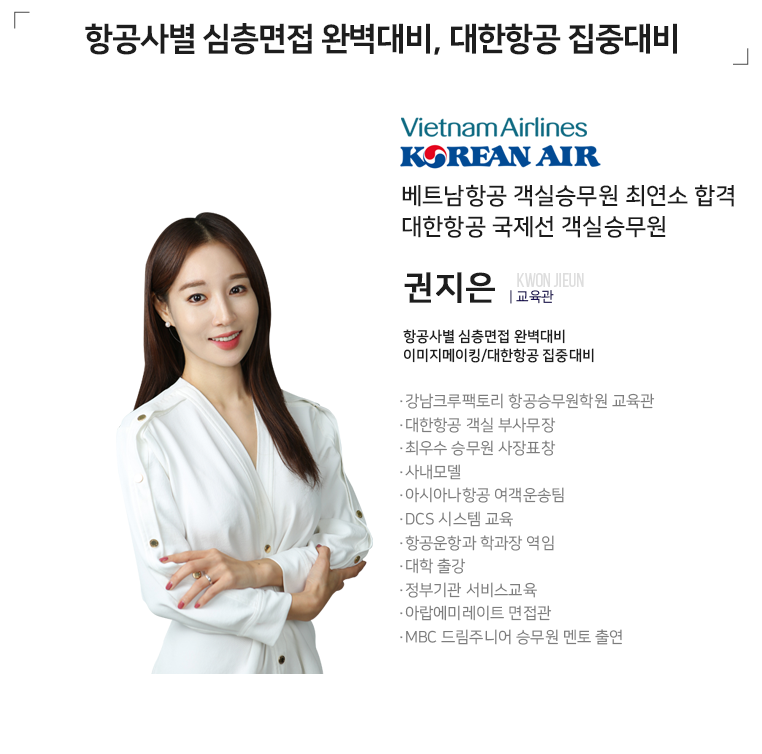 항공사별 심층면접 완벽대비, 대한항공 집중대비
Vietnam Airlines
KOREAN AIR
베트남항공 객실승무원 최연소 합격
대한항공 국제선 객실승무원
권지은 KWON JIEUN
| 교육관
항공사별 심층면접 완벽대비
이미지메이킹/대한항공 집중대비
·강남크루팩토리 항공승무원학원 교육관
·대한항공 객실 부사무장
·최우수 승무원 사장표창
·사내모델
·아시아나항공 여객운송팀
·DCS 시스템 교육
·항공운항과 학과장 역임
·대학 출강
·정부기관 서비스교육
·아랍에미레이트 면접관
·MBC 드림주니어 승무원 멘토 출연